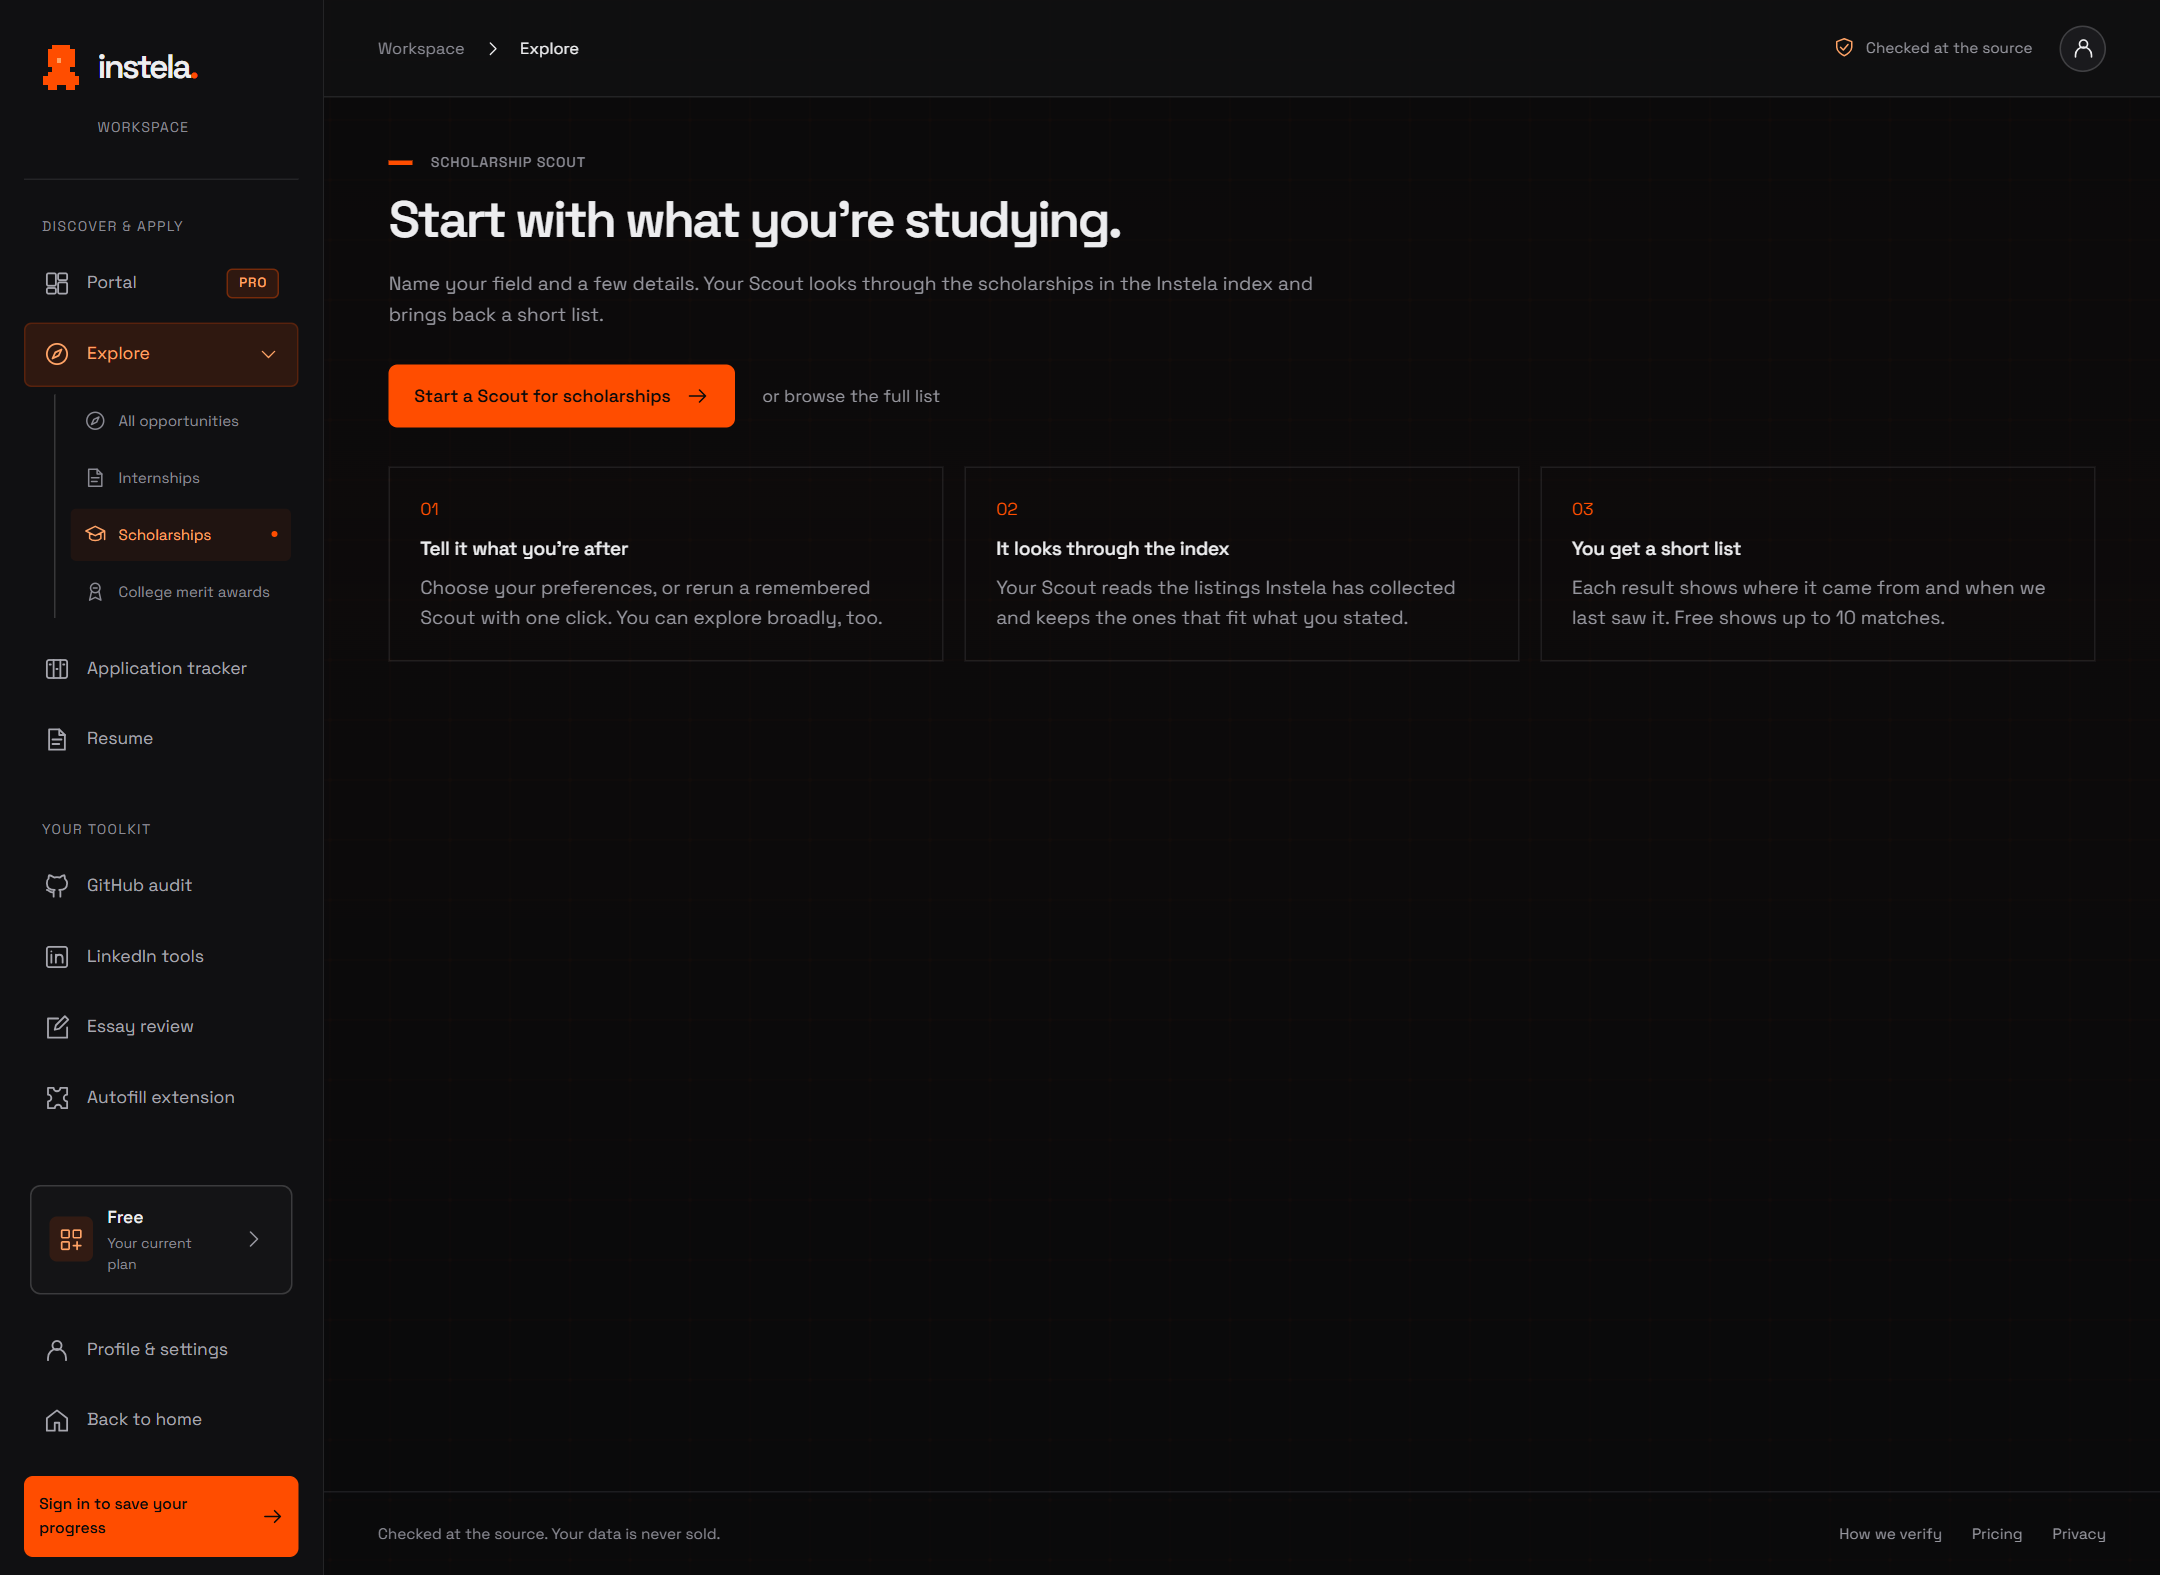 instela.
WORKSPACE
DISCOVER & APPLY
Portal
PRO
Explore
All opportunities
Internships
Scholarships
College merit awards
Application tracker
Resume
YOUR TOOLKIT
GitHub audit
LinkedIn tools
Essay review
Autofill extension
Free
Your current
plan
Profile & settings
Back to home
Sign in to save your
progress
Workspace
Explore
Checked at the source
SCHOLARSHIP SCOUT
Start with what you’re studying.
Name your field and a few details. Your Scout looks through the scholarships in the Instela index and
brings back a short list.
Start a Scout for scholarships
or browse the full list
01
Tell it what you’re after
Choose your preferences, or rerun a remembered
Scout with one click. You can explore broadly, too.
02
It looks through the index
Your Scout reads the listings Instela has collected
and keeps the ones that fit what you stated.
03
You get a short list
Each result shows where it came from and when we
last saw it. Free shows up to 10 matches.
Checked at the source. Your data is never sold.
How we verify
Pricing
Privacy